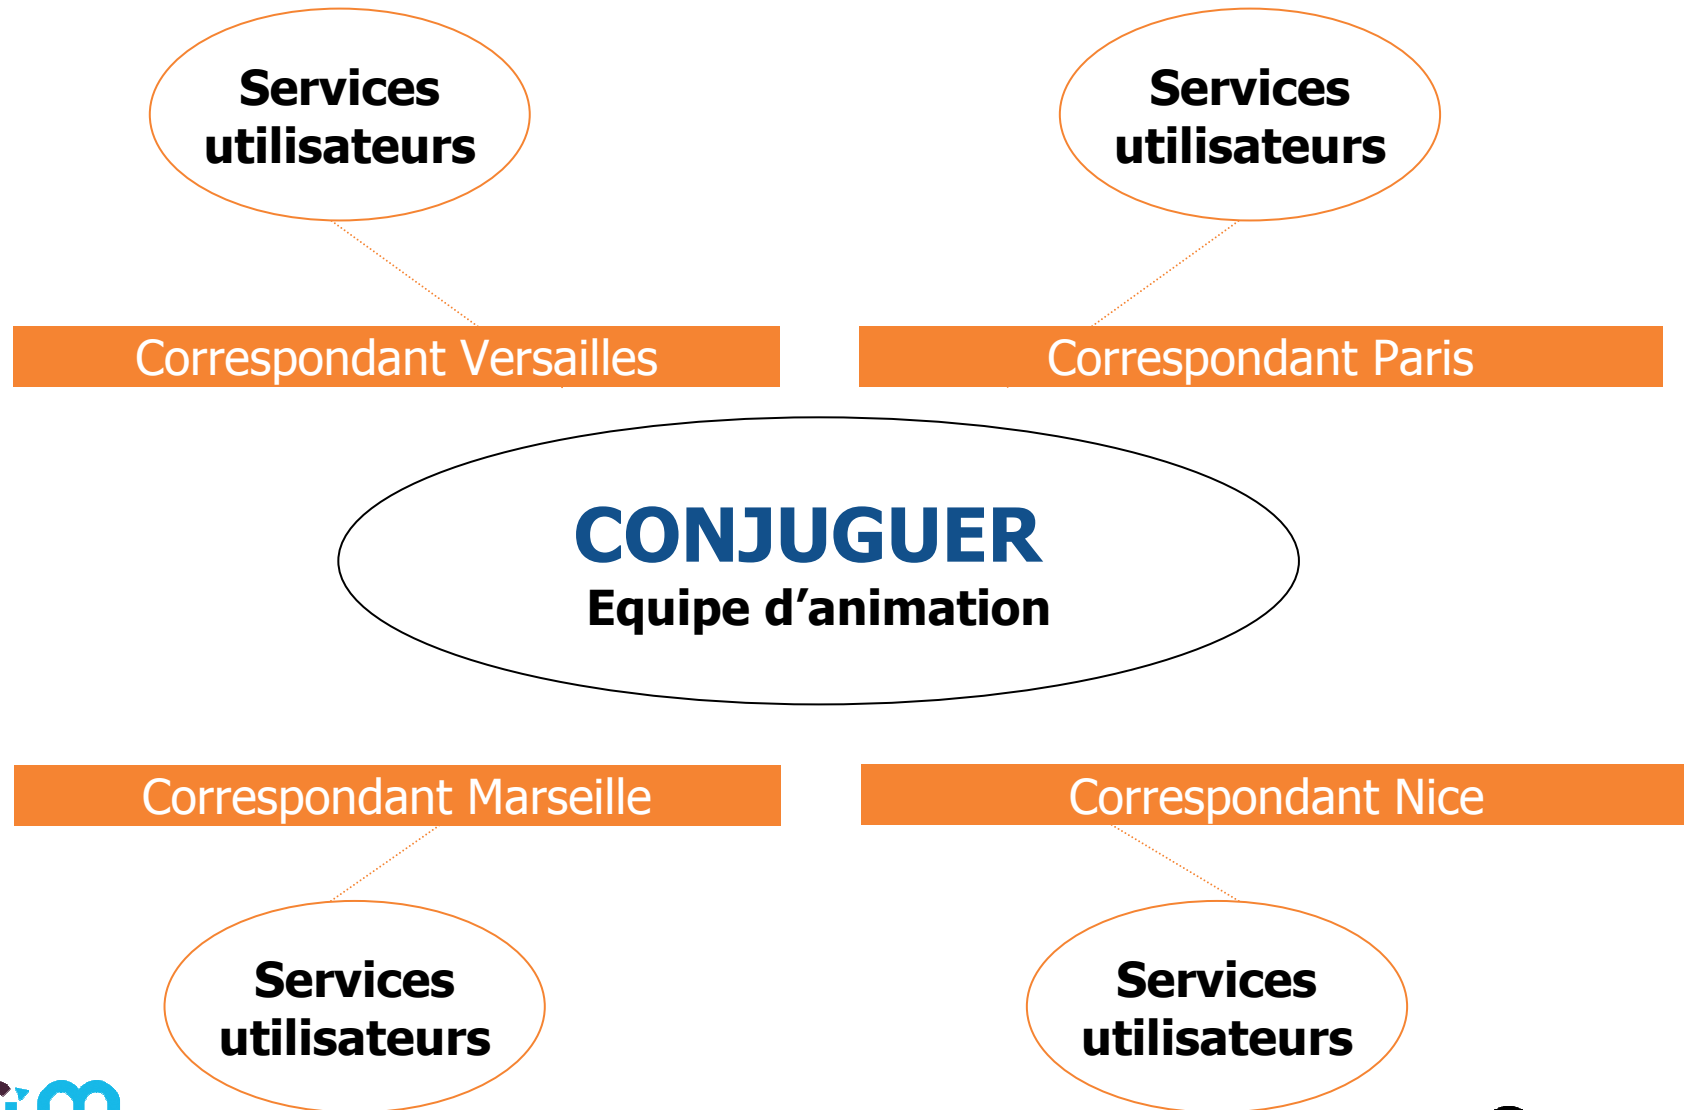 Services
utilisateurs
Services
utilisateurs
Correspondant Versailles
Correspondant Paris
CONJUGUER
Equipe d’animation
Correspondant Marseille
Correspondant Nice
Services
utilisateurs
Services
utilisateurs